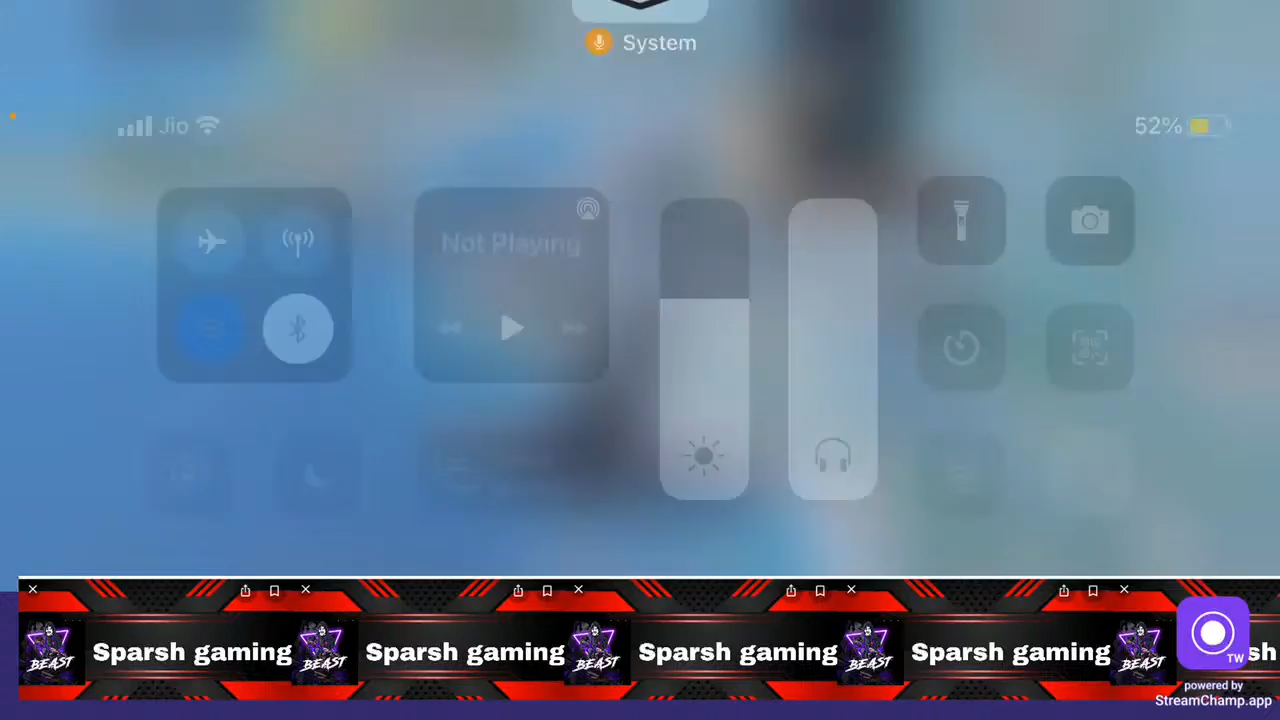 System
Jio
52%
Not Playing
Sparsh gaming
BEAST
Sparsh gaming
BEAST
Sparsh gaming
BEAST
Sparsh gaming
BEAST
BEAST
sh
TW
powered by
StreamChamp.app